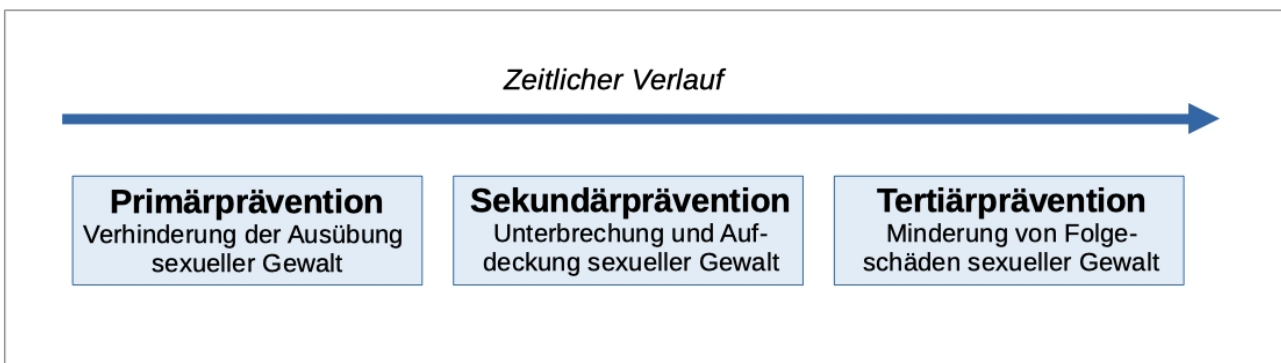 Zeitlicher Verlauf
Primärprävention
Verhinderung der Ausübung
sexueller Gewalt
Sekundärprävention
Unterbrechung und Auf-
deckung sexueller Gewalt
Tertiärprävention
Minderung von Folge-
schäden sexueller Gewalt